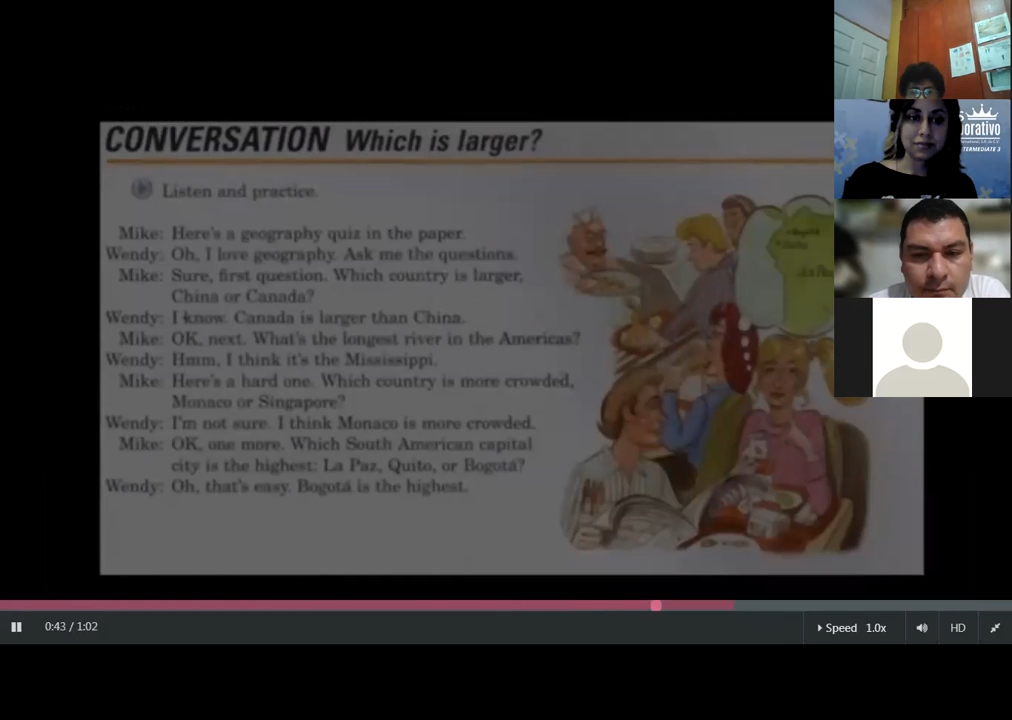 CONVERSATION Which is larger?
Listen and practice.
Mike: Here's a geography quiz in the paper.
Wendy: Oh, I love geography. Ask me the questions.
Mike: Sure, first question. Which country is larger,
China or Canada?
Wendy: I know. Canada is larger than China.
Mike: OK, next. What's the longest river in the Americas?
Wendy: Hmm, I think it's the Mississippi.
Mike: Here's a hard one. Which country is more crowded,
Monaco or Singapore?
Wendy: I'm not sure. I think Monaco is more crowded.
Mike: OK, one more. Which South American capital
city is the highest: La Paz, Quito, or Bogotá?
Wendy: Oh, that's easy. Bogotá is the highest.
S
orativo
TERMEDIATE 3
0:43 / 1:02
Speed 1.0x
HD